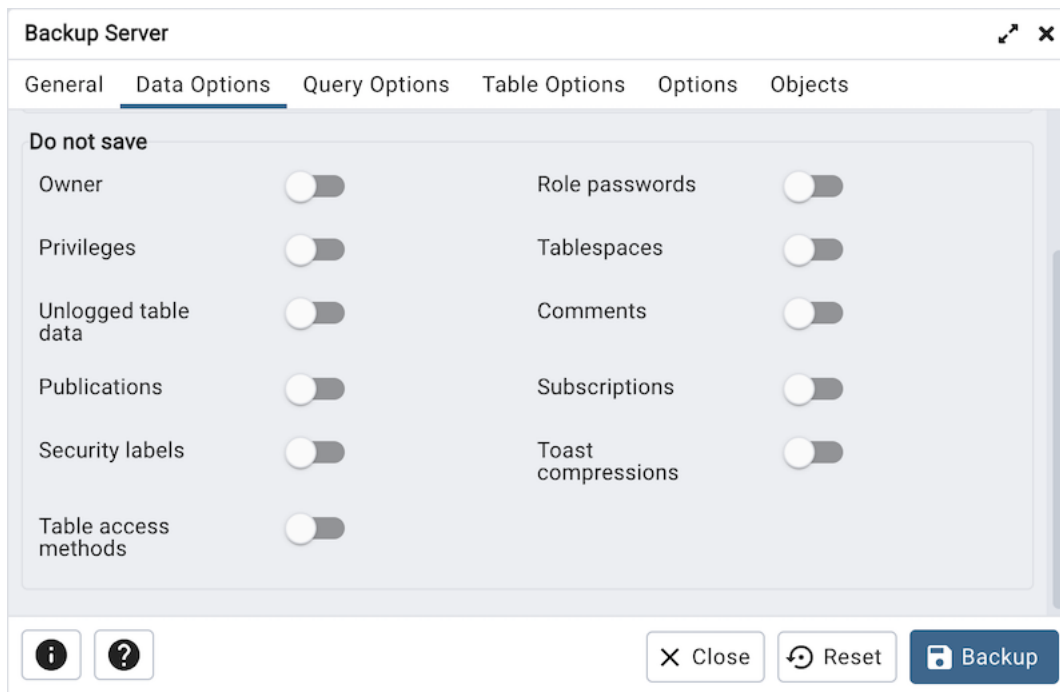 Backup Server
General Data Options Query Options Table Options Options Objects
Do not save
Owner Role passwords
Privileges Tablespaces
Unlogged table
data
Comments
Publications Subscriptions
Security labels
Toast
compressions
Table access
methods
Close Reset Backup